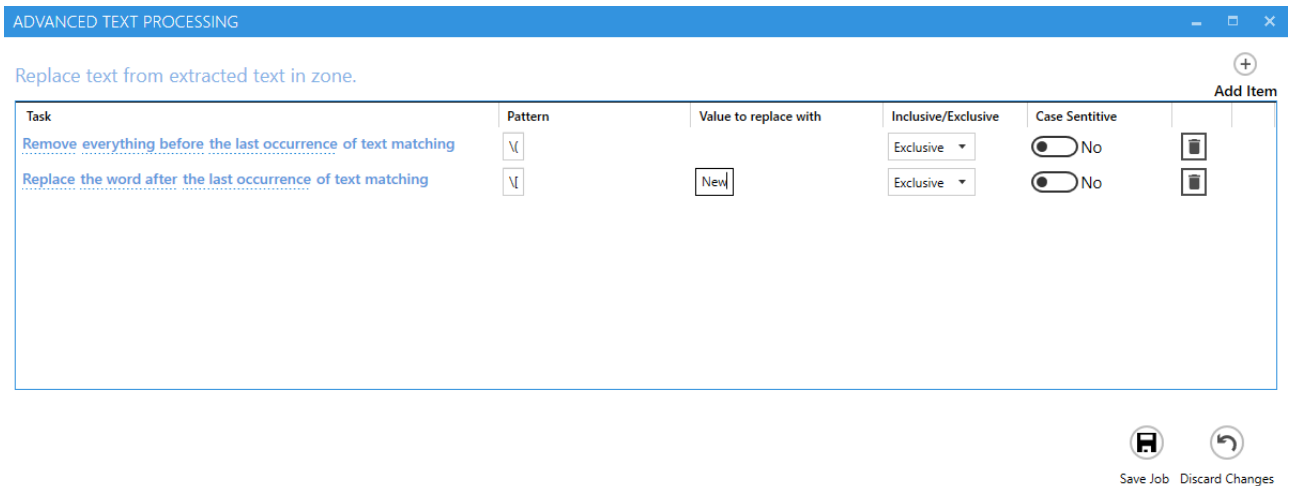 ADVANCED TEXT PROCESSING
Replace text from extracted text in zone.
Add Item
Task Pattern Value to replace with Inclusive/Exclusive Case Sentitive
Remove everything before the last occurrence of text matching \( Exclusive No
Replace the word after the last occurrence of text matching \[ New Exclusive No
Save Job Discard Changes